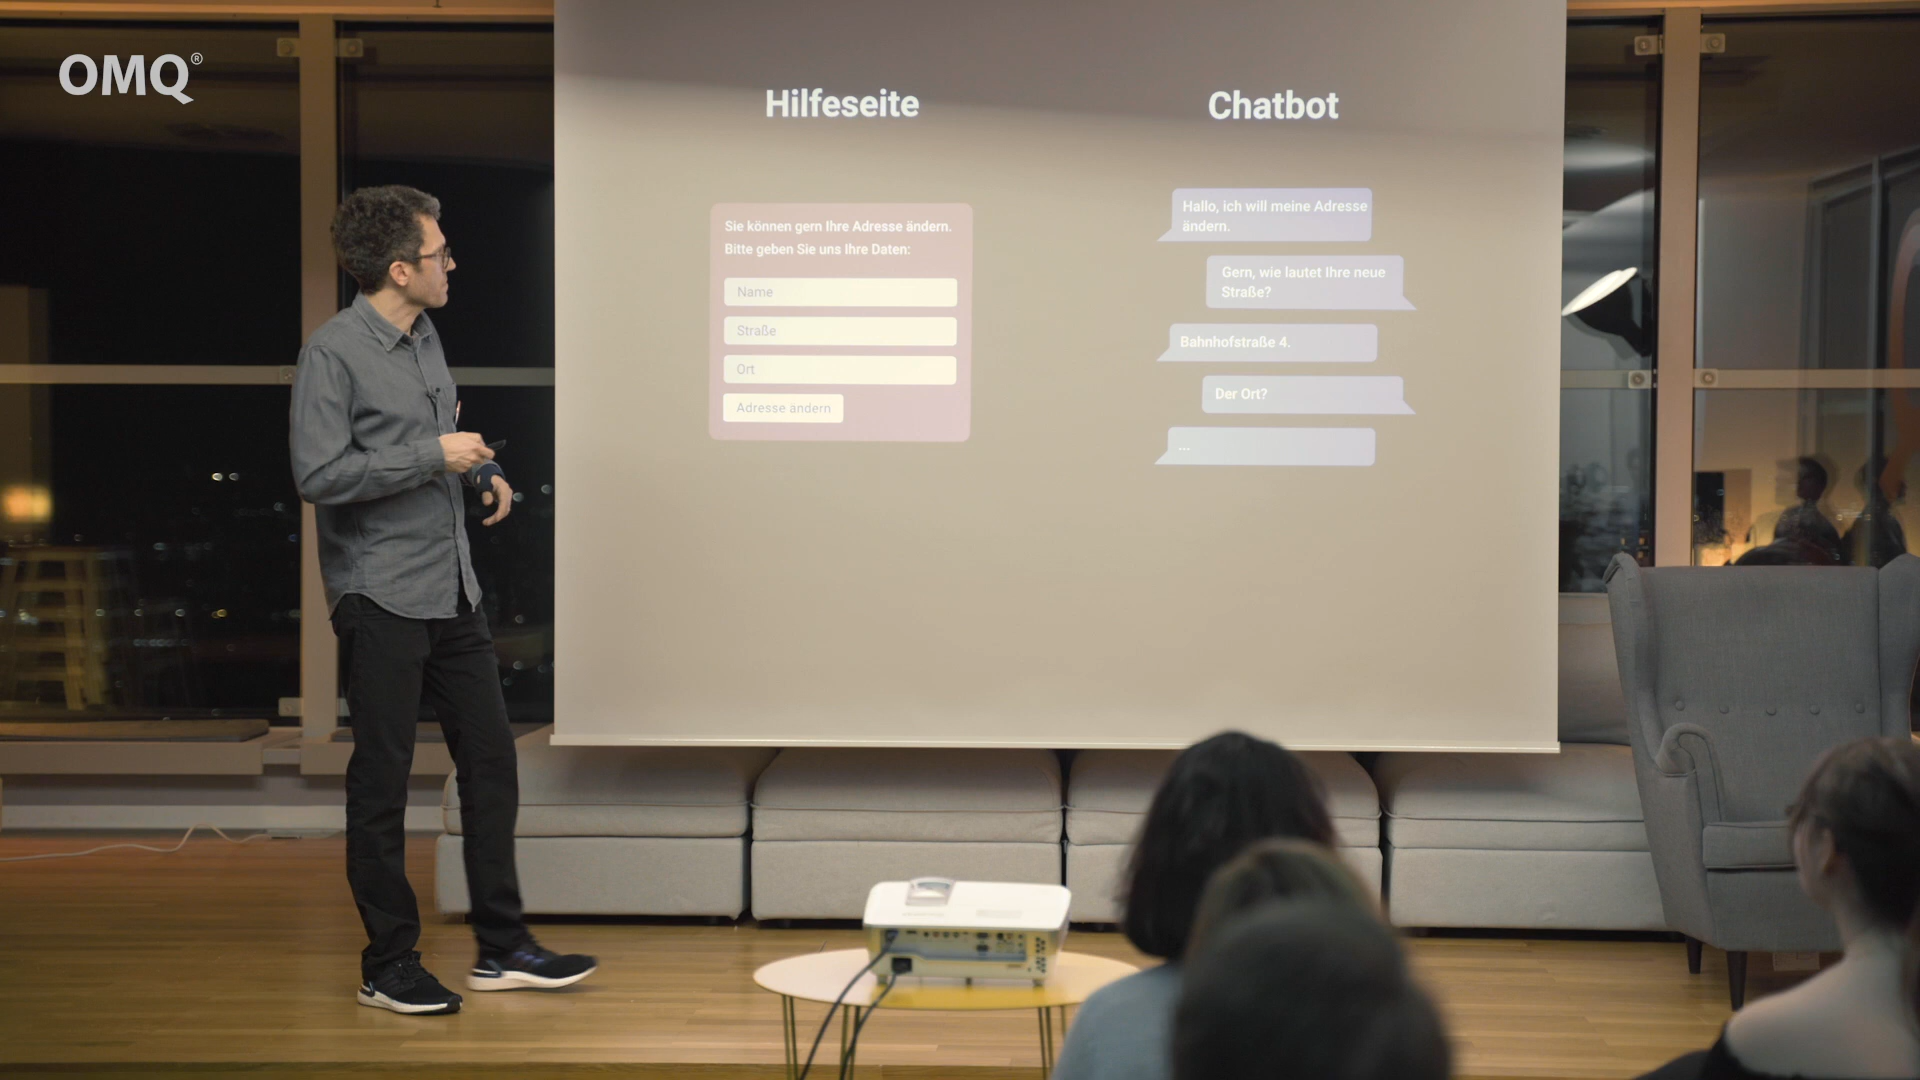 OMQ®
Hilfeseite
Sie können gern Ihre Adresse ändern.
Bitte geben Sie uns Ihre Daten:
Name
Straße
Ort
Adresse ändern
Chatbot
Hallo, ich will meine Adresse
ändern.
Gern, wie lautet Ihre neue
Straße?
Bahnhofstraße 4.
Der Ort?
...